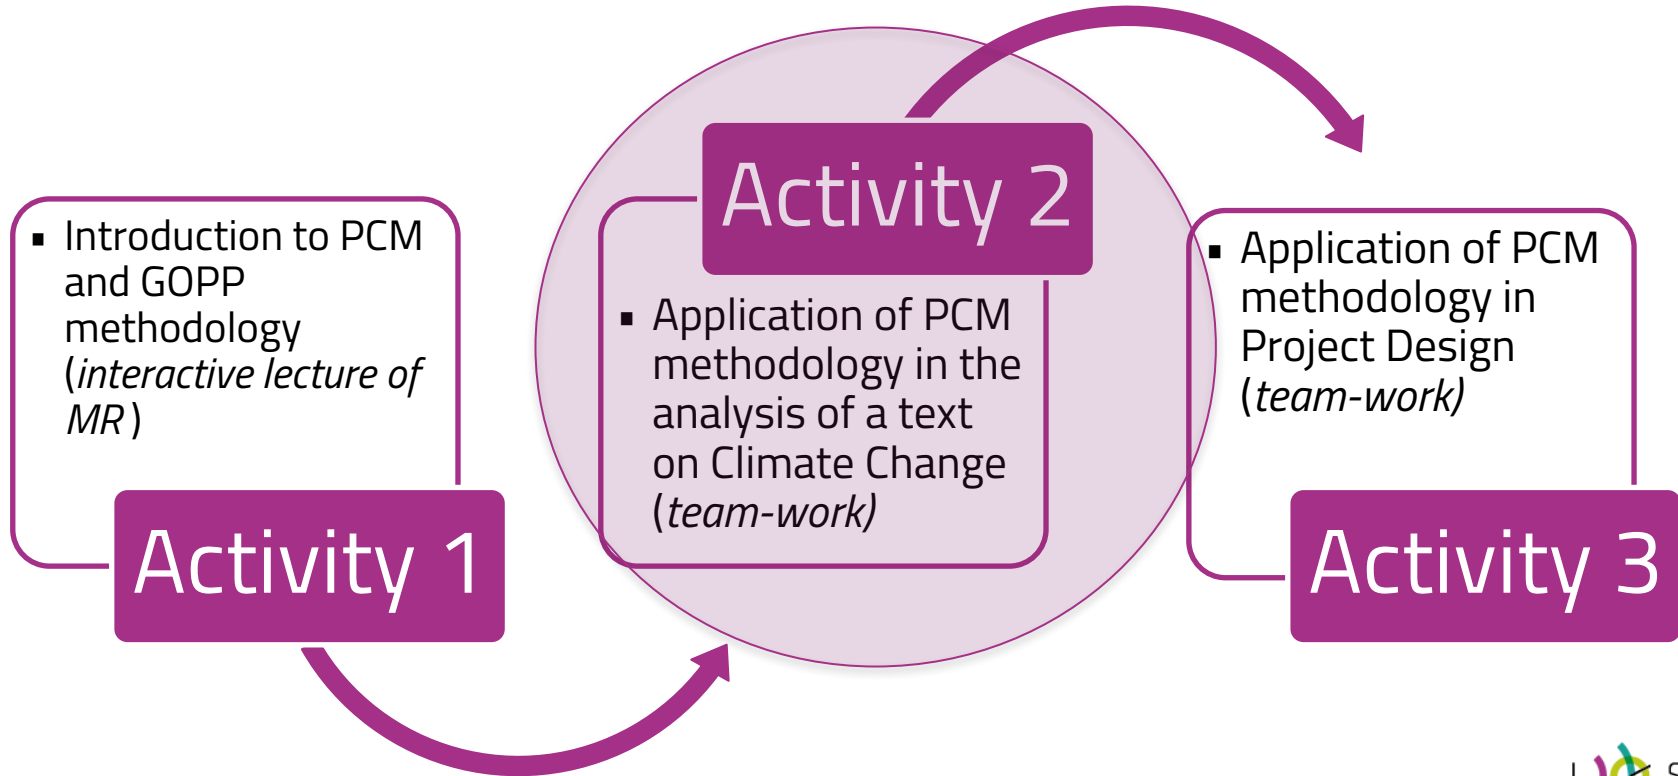 ▪ Introduction to PCM
and GOPP
methodology
(interactive lecture of
MR )
Activity 1
Activity 2
▪ Application of PCM
methodology in the
analysis of a text
on Climate Change
(team-work)
▪ Application of PCM
methodology in
Project Design
(team-work)
Activity 3